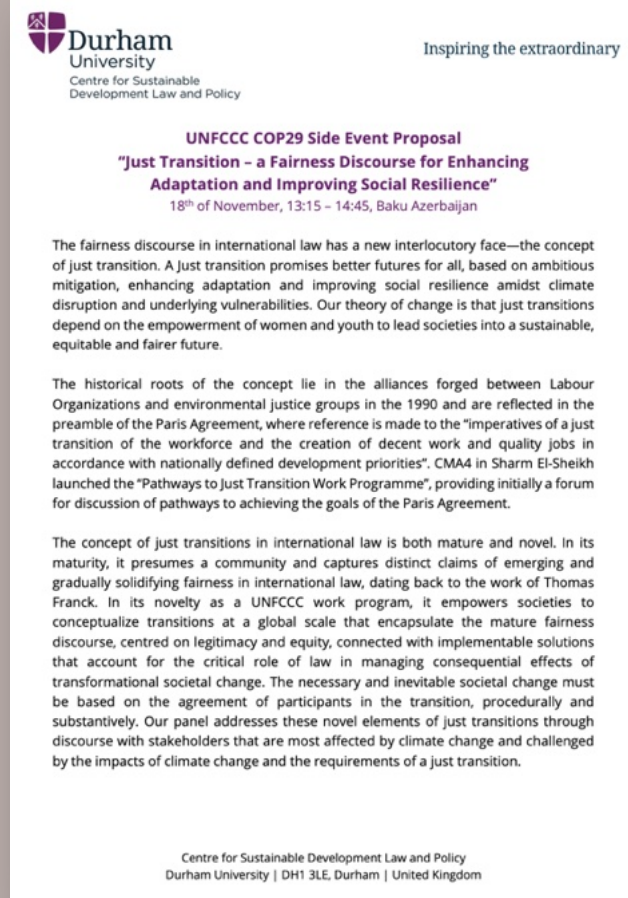 Durham
University
Centre for Sustainable
Development Law and Policy
Inspiring the extraordinary
UNFCCC COP29 Side Event Proposal
“Just Transition – a Fairness Discourse for Enhancing
Adaptation and Improving Social Resilience”
18th of November, 13:15 – 14:45, Baku Azerbaijan
The fairness discourse in international law has a new interlocutory face—the concept
of just transition. A Just transition promises better futures for all, based on ambitious
mitigation, enhancing adaptation and improving social resilience amidst climate
disruption and underlying vulnerabilities. Our theory of change is that just transitions
depend on the empowerment of women and youth to lead societies into a sustainable,
equitable and fairer future.
The historical roots of the concept lie in the alliances forged between Labour
Organizations and environmental justice groups in the 1990 and are reflected in the
preamble of the Paris Agreement, where reference is made to the “imperatives of a just
transition of the workforce and the creation of decent work and quality jobs in
accordance with nationally defined development priorities”. CMA4 in Sharm El-Sheikh
launched the “Pathways to Just Transition Work Programme”, providing initially a forum
for discussion of pathways to achieving the goals of the Paris Agreement.
The concept of just transitions in international law is both mature and novel. In its
maturity, it presumes a community and captures distinct claims of emerging and
gradually solidifying fairness in international law, dating back to the work of Thomas
Franck. In its novelty as a UNFCCC work program, it empowers societies to
conceptualize transitions at a global scale that encapsulate the mature fairness
discourse, centred on legitimacy and equity, connected with implementable solutions
that account for the critical role of law in managing consequential effects of
transformational societal change. The necessary and inevitable societal change must
be based on the agreement of participants in the transition, procedurally and
substantively. Our panel addresses these novel elements of just transitions through
discourse with stakeholders that are most affected by climate change and challenged
by the impacts of climate change and the requirements of a just transition.
Centre for Sustainable Development Law and Policy
Durham University | DH1 3LE, Durham | United Kingdom